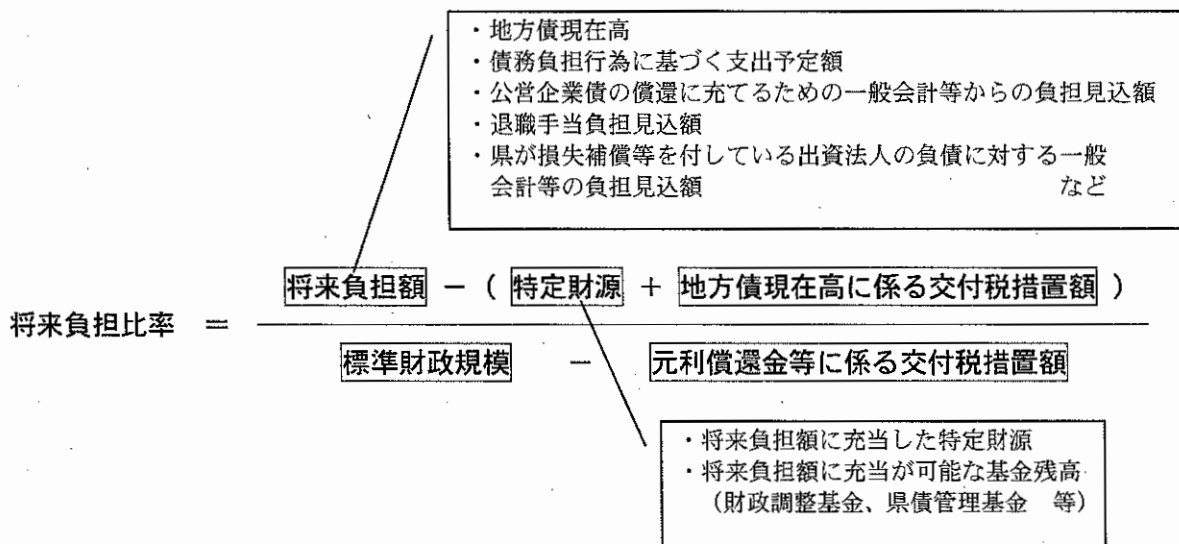 ・地方債現在高
・債務負担行為に基づく支出予定額
・公営企業債の償還に充てるための一般会計等からの負担見込額
・退職手当負担見込額
・県が損失補償等を付している出資法人の負債に対する一般
会計等の負担見込額 など
将来負担額 － （ 特定財源 ＋ 地方債現在高に係る交付税措置額 ）
将来負担比率 ＝
標準財政規模 － 元利償還金等に係る交付税措置額
・将来負担額に充当した特定財源
・将来負担額に充当が可能な基金残高
（財政調整基金、県債管理基金 等）